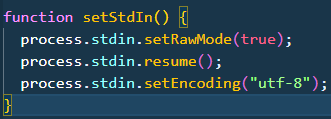 function setStdIn() {
  process.stdin.setRawMode(true);
  process.stdin.resume();
  process.stdin.setEncoding("utf-8");
}